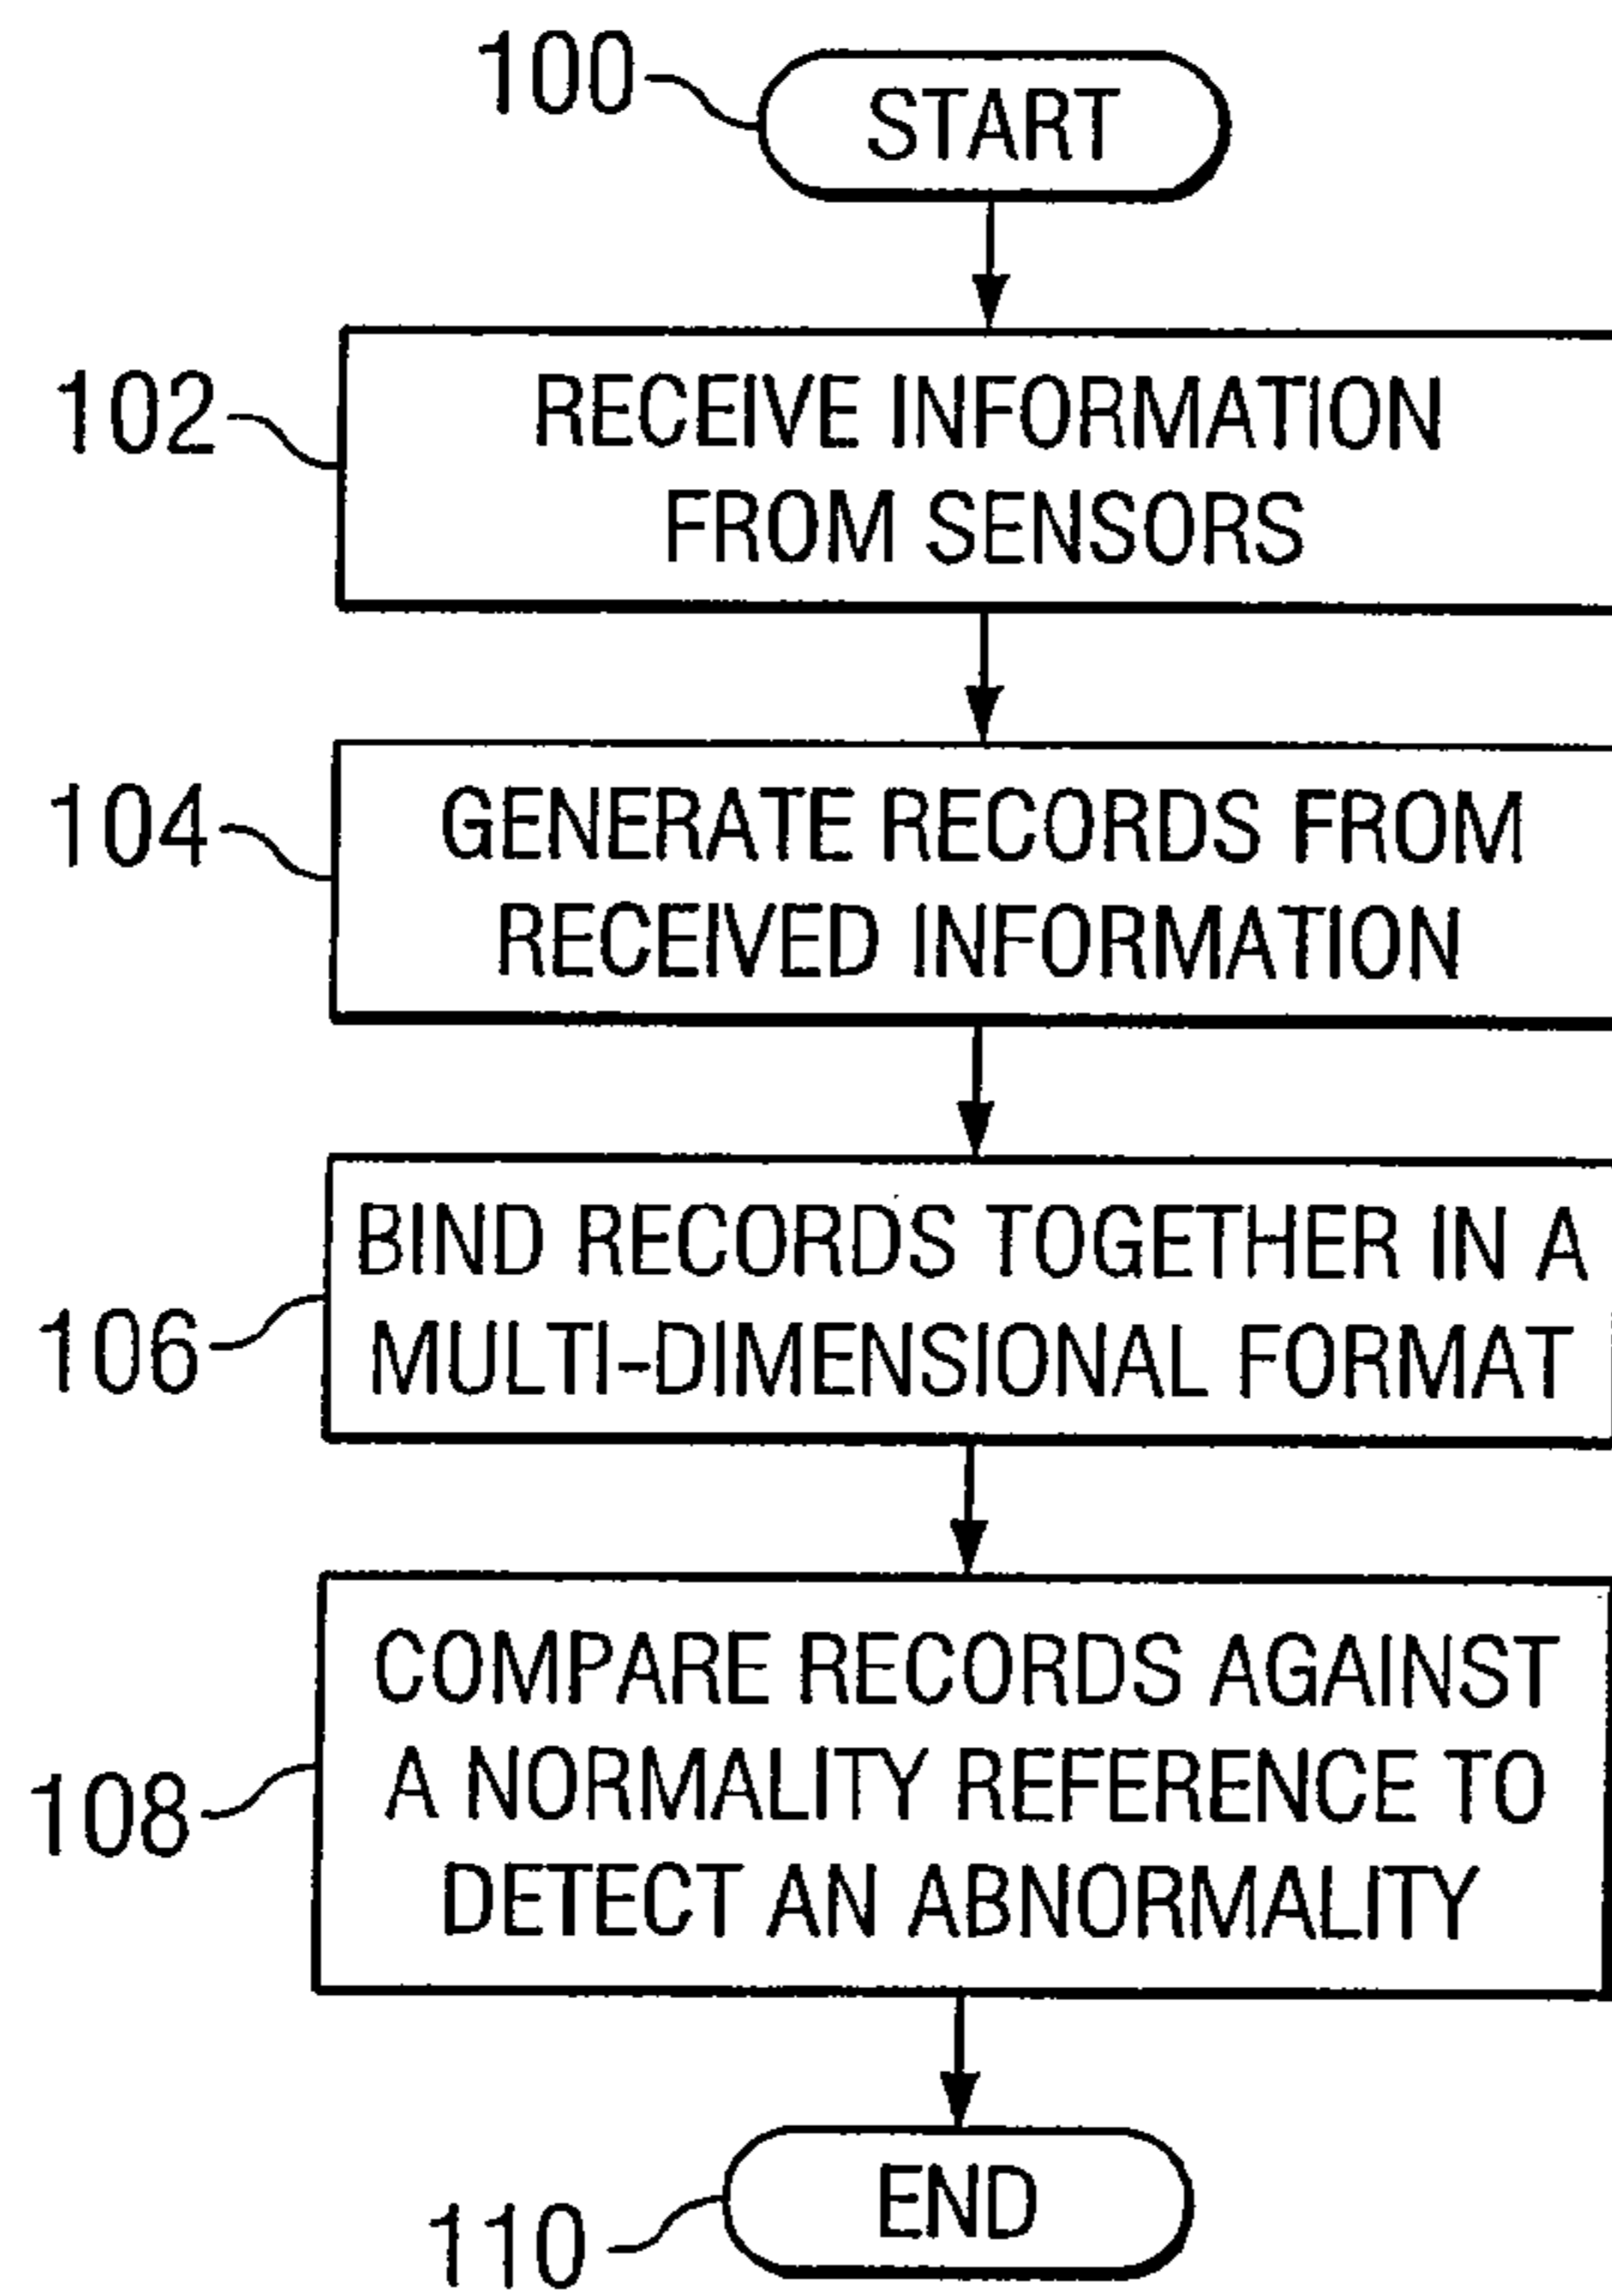 100
START
102
RECEIVE INFORMATION
FROM SENSORS
104
GENERATE RECORDS FROM
RECEIVED INFORMATION
106
BIND RECORDS TOGETHER IN A
MULTI-DIMENSIONAL FORMAT
108
COMPARE RECORDS AGAINST
A NORMALITY REFERENCE TO
DETECT AN ABNORMALITY
110
END